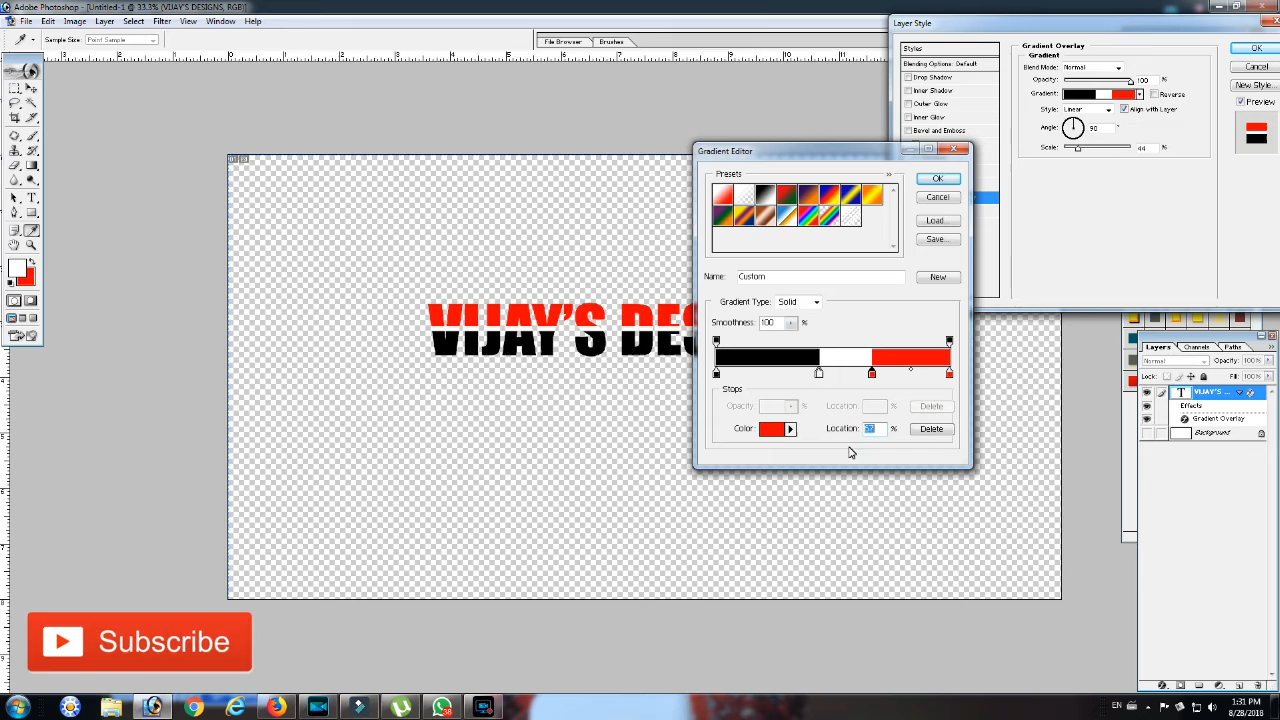 Adobe Photoshop - [Untitled-1 @ 33.3% (VIJAY'S DESIGNS, RGB)]
File Edit Image Layer Select Filter View Window Help
Sample Size: Point Sample
File Browser Brushes
Layer Style
Styles
Blending Options: Default
Drop Shadow
Inner Shadow
Outer Glow
Inner Glow
Bevel and Emboss
Gradient Overlay
Gradient
Blend Mode: Normal
Opacity: 100 %
Gradient: Reverse
Style: Linear Align with Layer
Angle: 90 °
Scale: 44 %
OK
Cancel
New Style...
Preview
Gradient Editor
Presets
OK
Cancel
Load...
Save...
Name: Custom
New
Gradient Type: Solid
Smoothness: 100 %
Stops
Opacity: % Location: % Delete
Color: Location: 67 % Delete
VIJAY'S DES
Layers Channels Paths
Normal Opacity: 100%
Lock: Fill: 100%
T VIJAY'S ...
Effects
Gradient Overlay
Background
Subscribe
38
EN
1:31 PM
8/28/2018